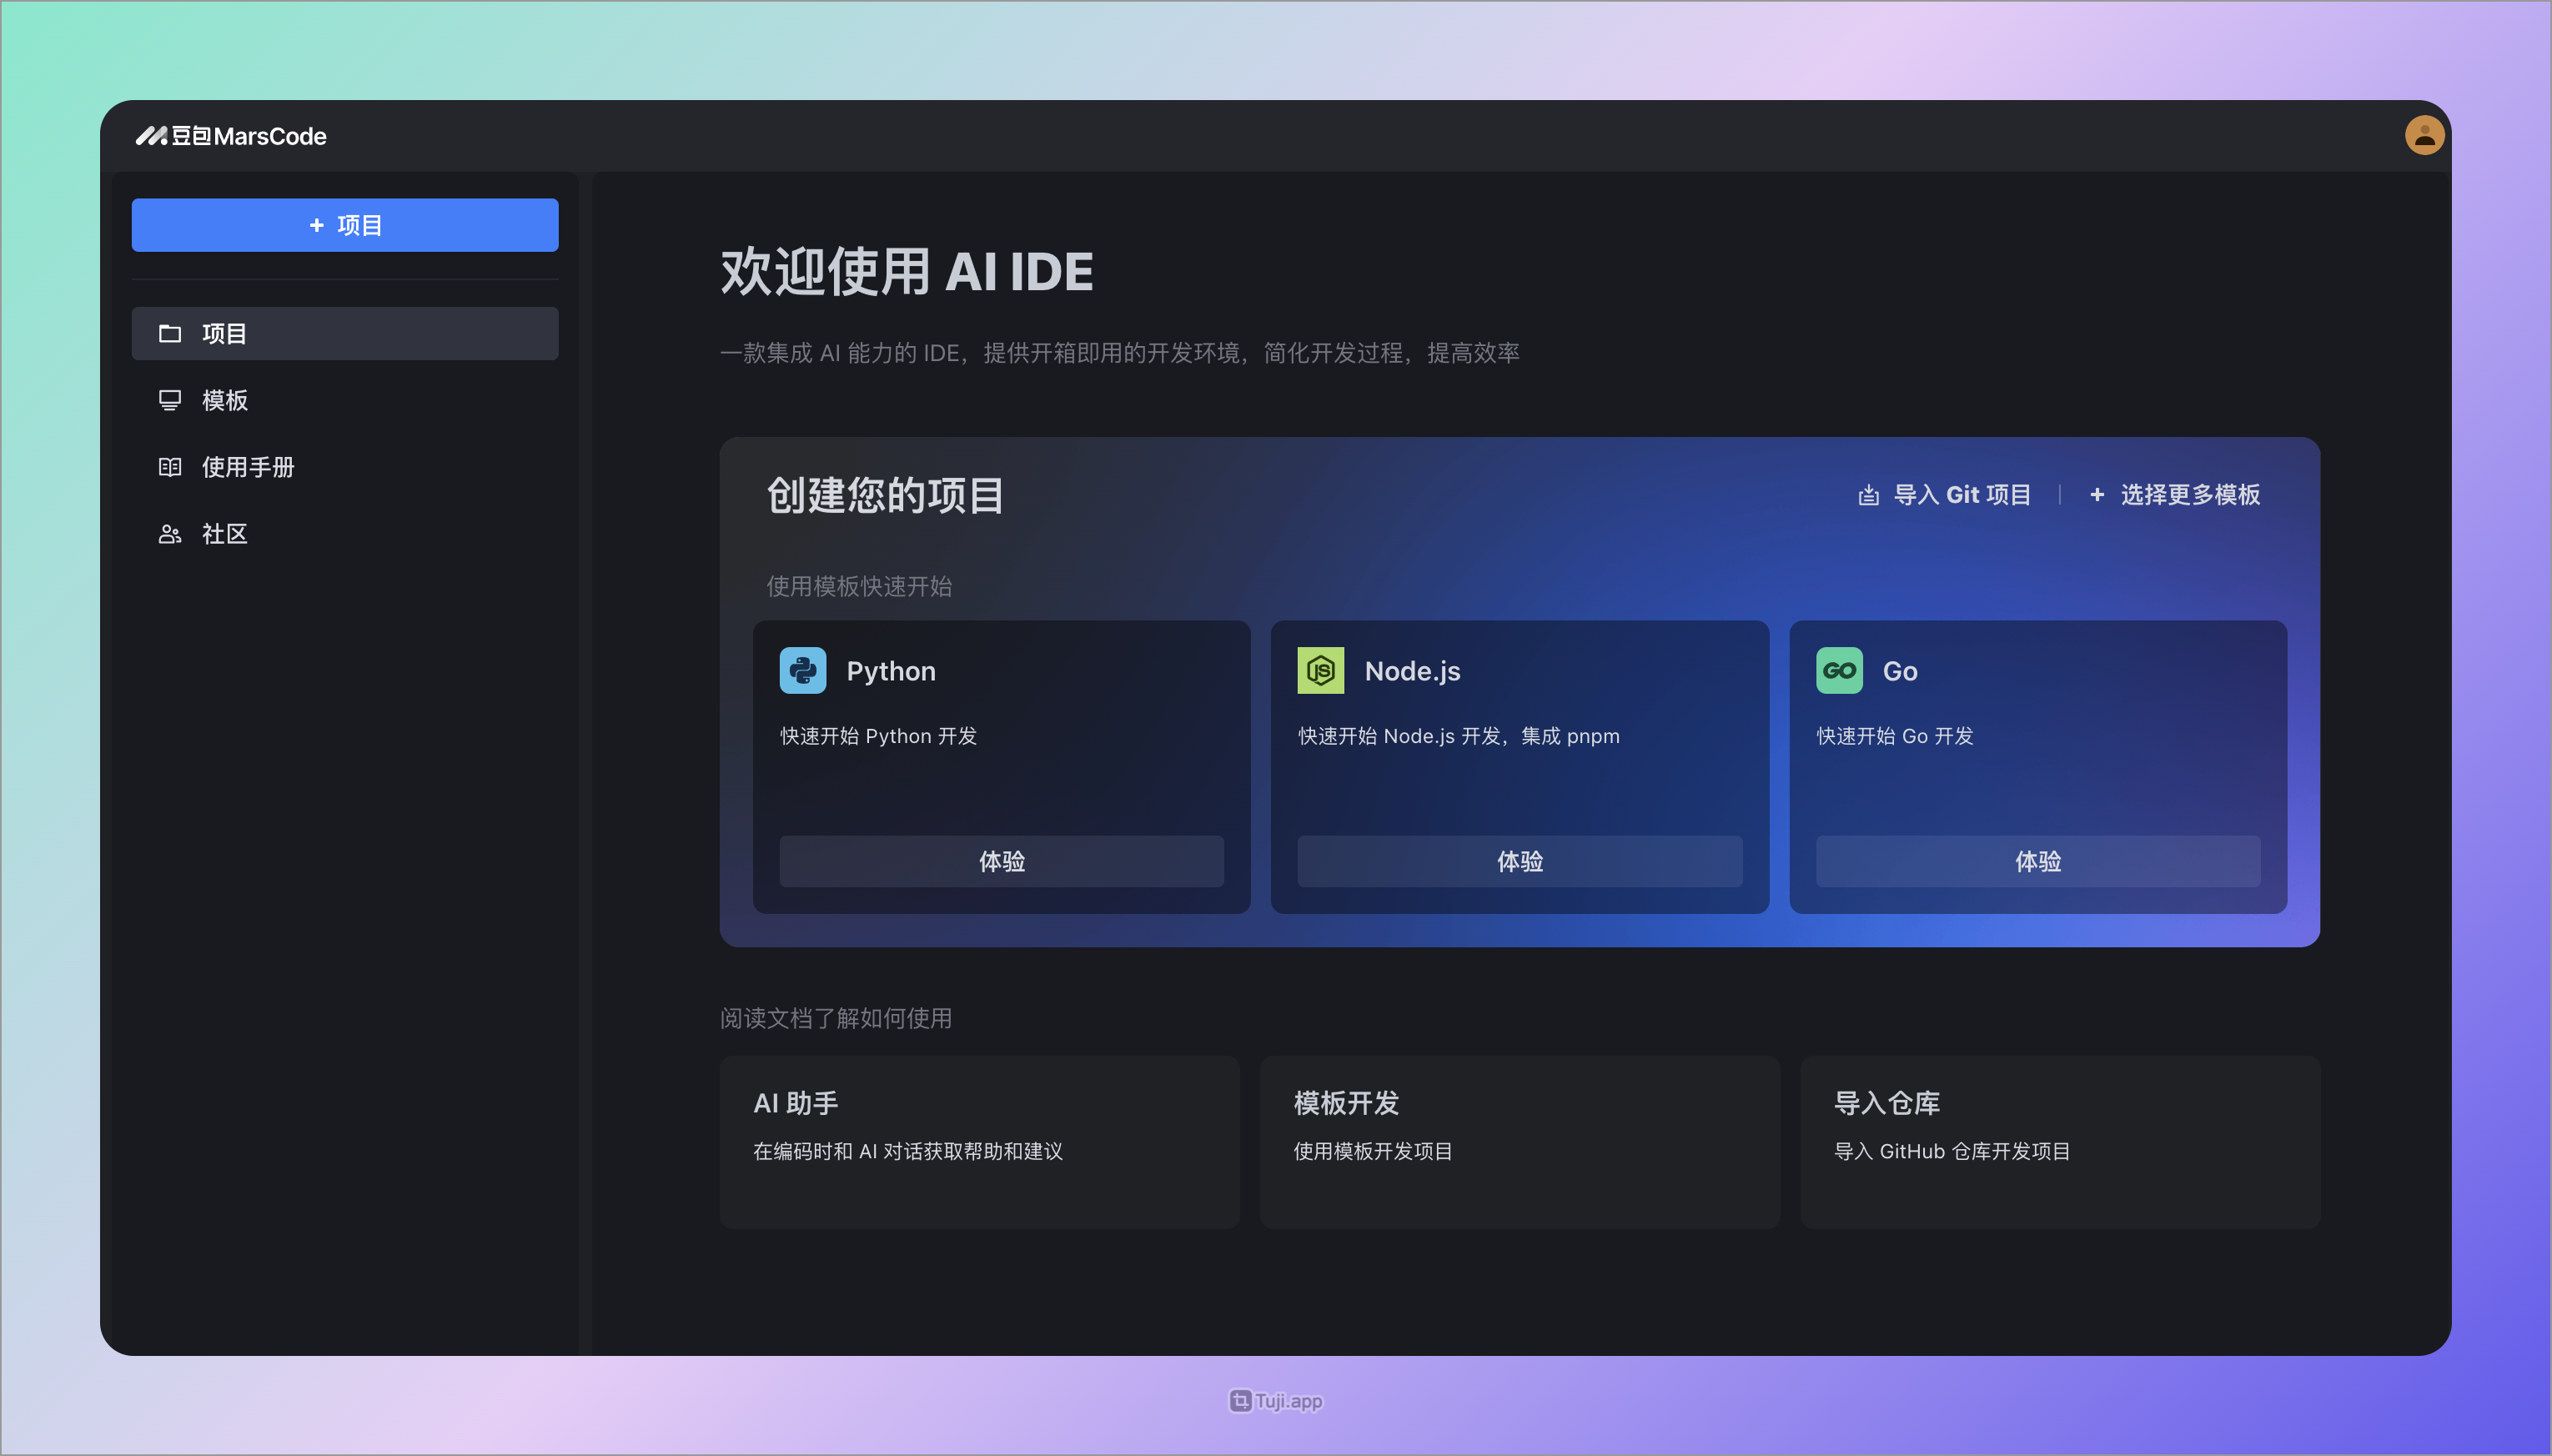 豆包MarsCode
+ 项目
项目
模板
使用手册
社区
欢迎使用 AI IDE
一款集成 AI 能力的 IDE，提供开箱即用的开发环境，简化开发过程，提高效率
创建您的项目
导入 Git 项目
+ 选择更多模板
使用模板快速开始
Python
快速开始 Python 开发
体验
JS
Node.js
快速开始 Node.js 开发，集成 pnpm
体验
GO
Go
快速开始 Go 开发
体验
阅读文档了解如何使用
AI 助手
在编码时和 AI 对话获取帮助和建议
模板开发
使用模板开发项目
导入仓库
导入 GitHub 仓库开发项目
Tuji.app